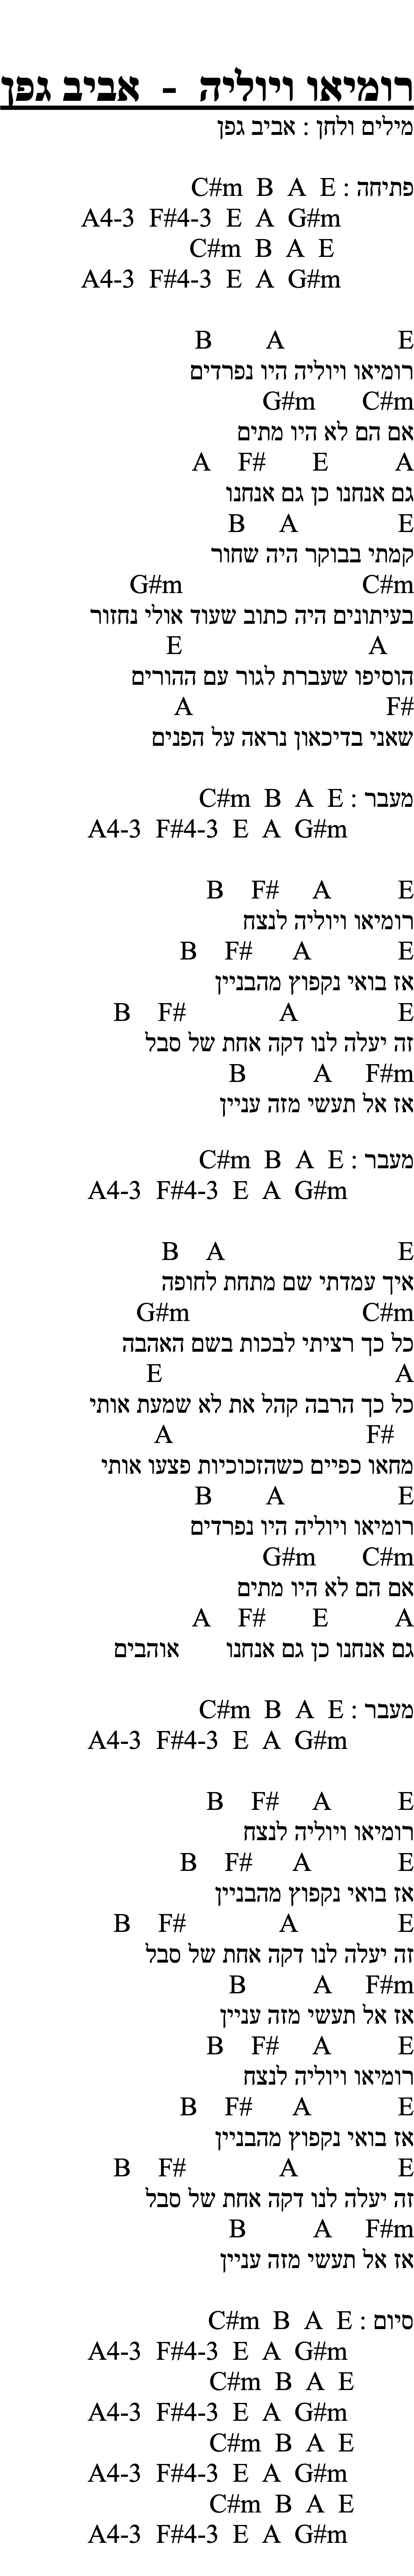 רומיאו ויוליה - אביב גפן
מילים ולחן : אביב גפן
פתיחה : C#m B A E
A4-3 F#4-3 E A G#m
C#m B A E
A4-3 F#4-3 E A G#m
B A E
רומיאו ויוליה היו נפרדים
G#m C#m
אם הם לא היו מתים
A F# E A
גם אנחנו כן גם אנחנו
B A E
קמתי בבוקר היה שחור
G#m C#m
בעיתונים היה כתוב שעוד אולי נחזור
E A
הוסיפו שעברת לגור עם ההורים
A F#
שאני בדיכאון נראה על הפנים
מעבר : C#m B A E
A4-3 F#4-3 E A G#m
B F# A E
רומיאו ויוליה לנצח
B F# A E
אז בואי נקפוץ מהבניין
B F# A E
זה יעלה לנו דקה אחת של סבל
B A F#m
אז אל תעשי מזה עניין
מעבר : C#m B A E
A4-3 F#4-3 E A G#m
B A E
איך עמדתי שם מתחת לחופה
G#m C#m
כל כך רציתי לבכות בשם האהבה
E A
כל כך הרבה קהל את לא שמעת אותי
A F#
מחאו כפיים כשהזכוכיות פצעו אותי
B A E
רומיאו ויוליה היו נפרדים
G#m C#m
אם הם לא היו מתים
A F# E A
גם אנחנו כן גם אנחנו אוהבים
מעבר : C#m B A E
A4-3 F#4-3 E A G#m
B F# A E
רומיאו ויוליה לנצח
B F# A E
אז בואי נקפוץ מהבניין
B F# A E
זה יעלה לנו דקה אחת של סבל
B A F#m
אז אל תעשי מזה עניין
B F# A E
רומיאו ויוליה לנצח
B F# A E
אז בואי נקפוץ מהבניין
B F# A E
זה יעלה לנו דקה אחת של סבל
B A F#m
אז אל תעשי מזה עניין
סיום : C#m B A E
A4-3 F#4-3 E A G#m
C#m B A E
A4-3 F#4-3 E A G#m
C#m B A E
A4-3 F#4-3 E A G#m
C#m B A E
A4-3 F#4-3 E A G#m